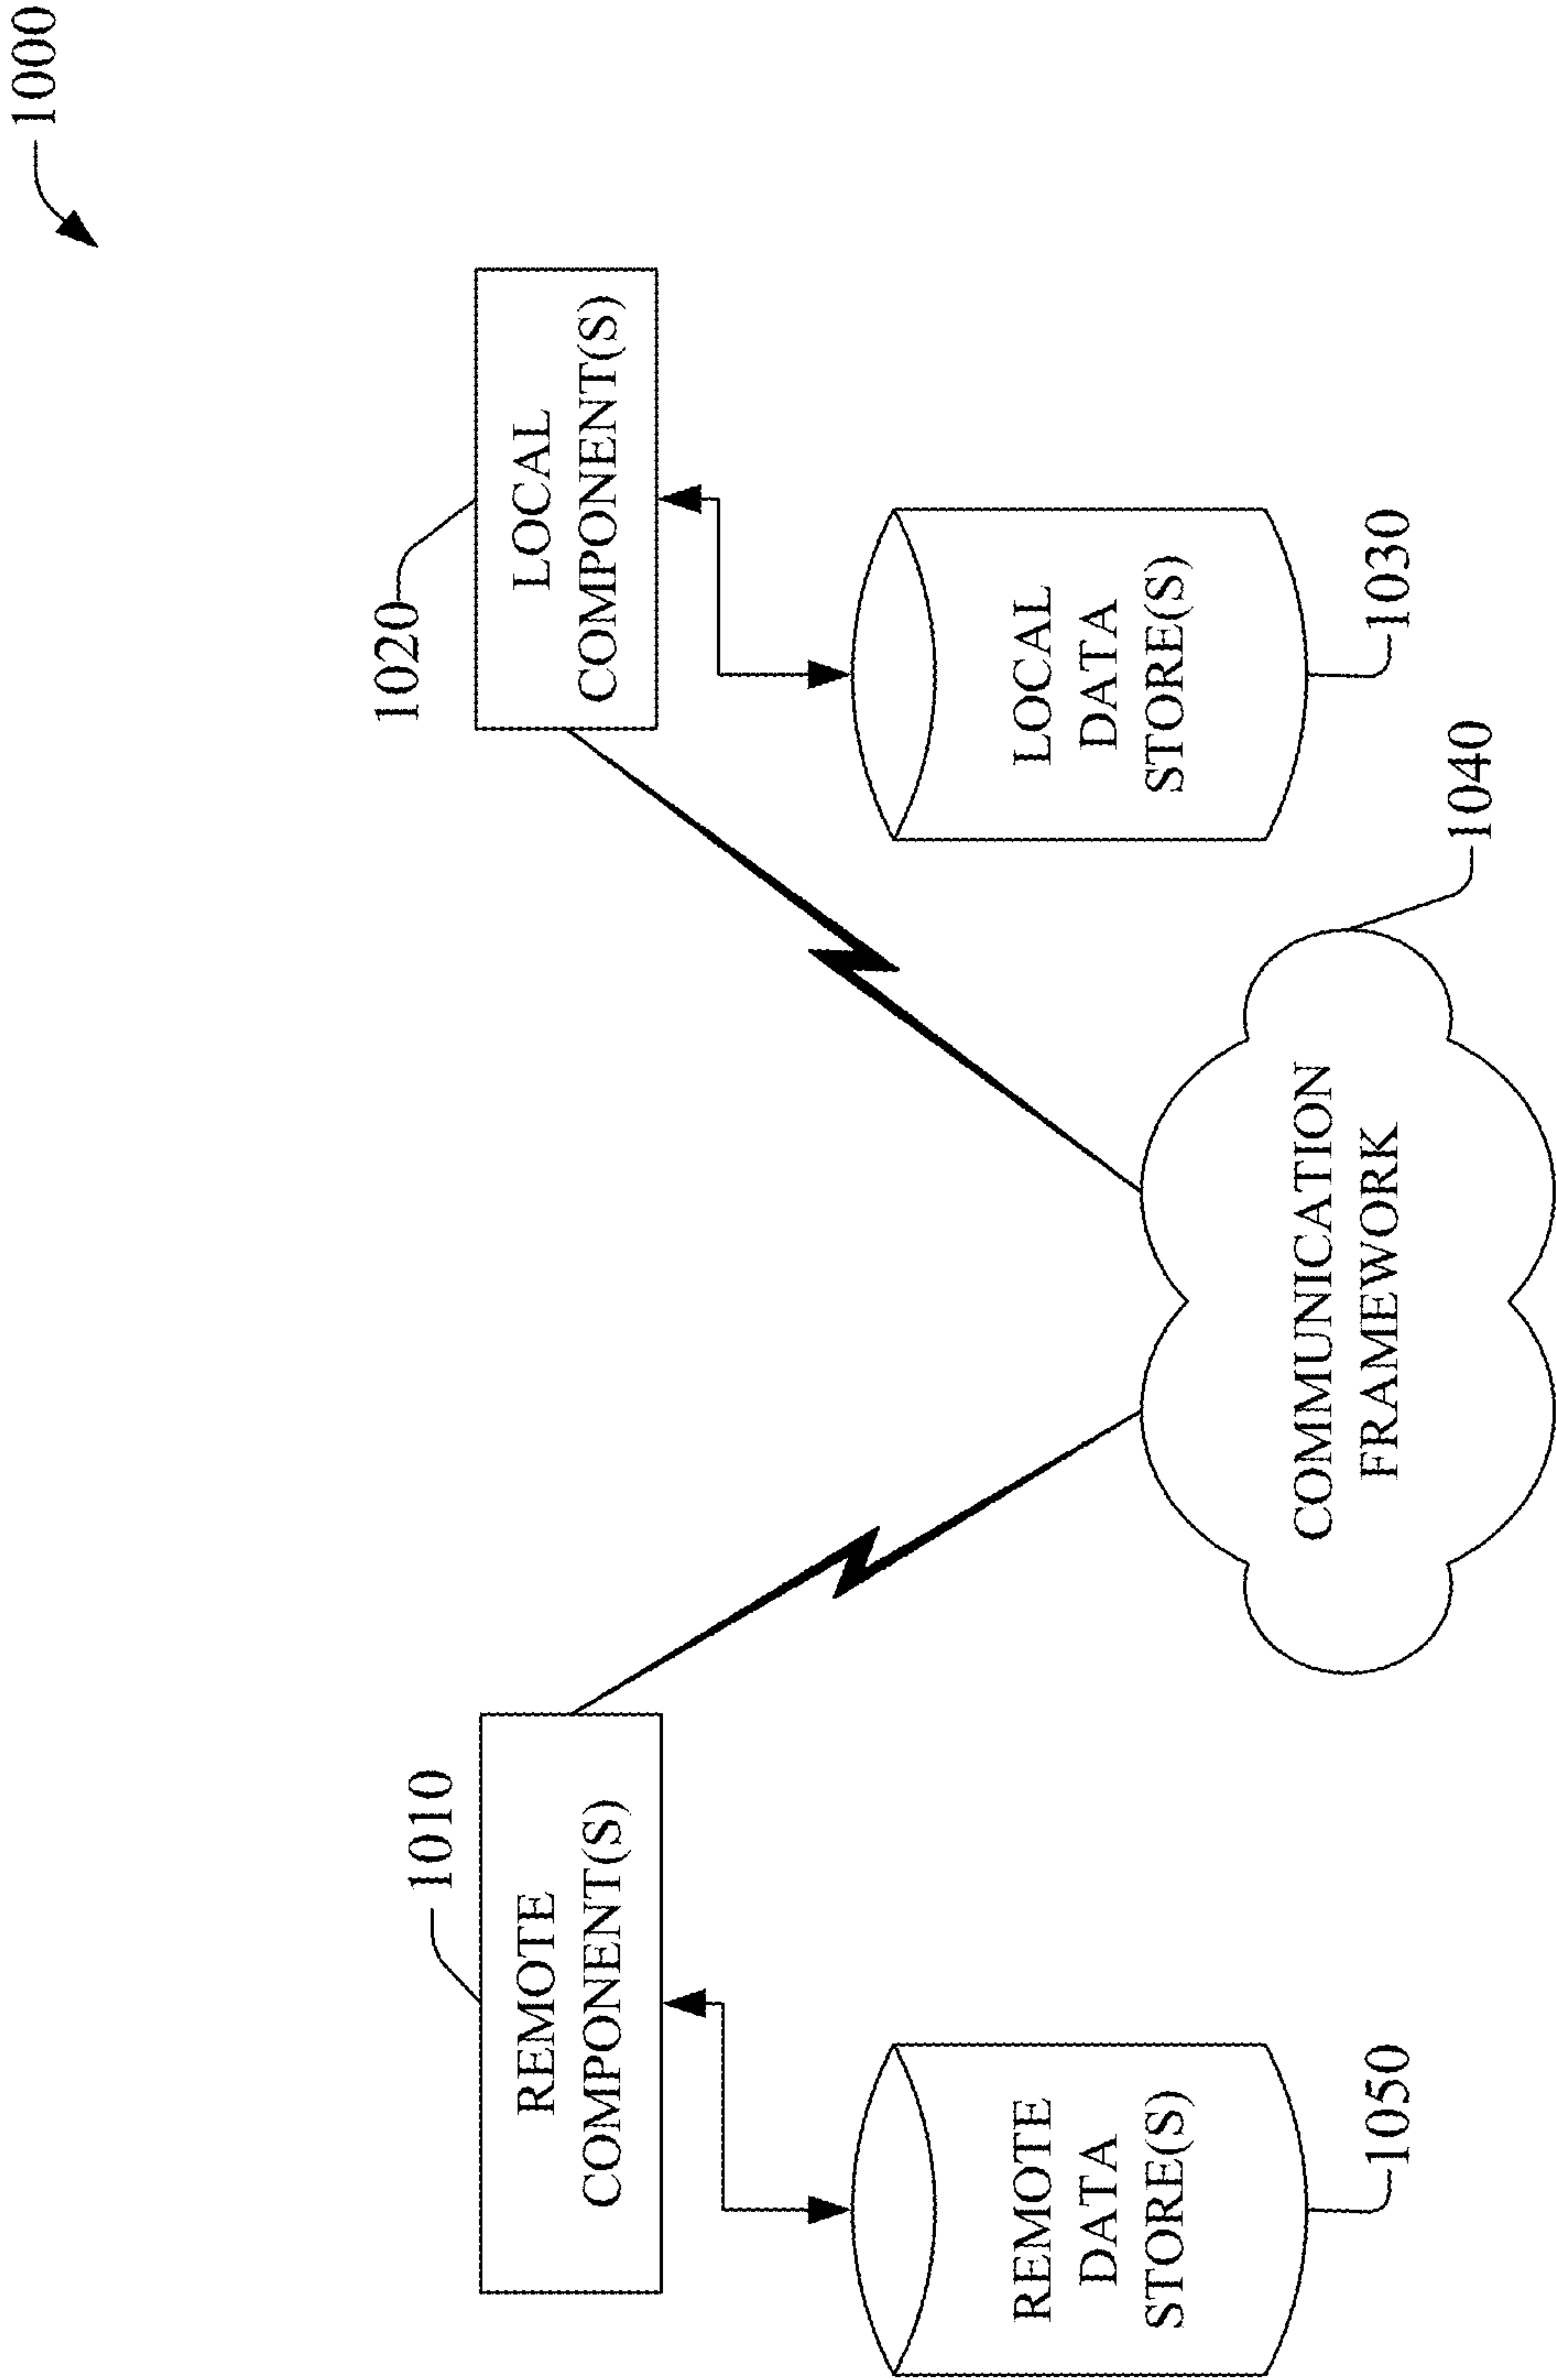 1000
1010
REMOTE
COMPONENT(S)
1020
LOCAL
COMPONENT(S)
REMOTE
DATA
STORE(S)
1050
COMMUNICATION
FRAMEWORK
1040
LOCAL
DATA
STORE(S)
1030